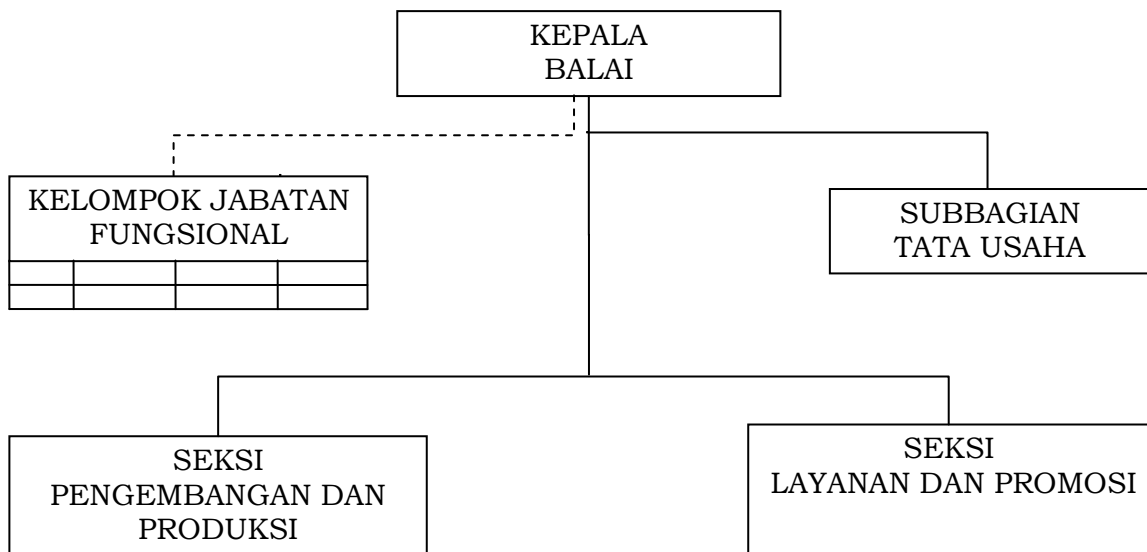 KEPALA
BALAI
KELOMPOK JABATAN
FUNGSIONAL
SUBBAGIAN
TATA USAHA
SEKSI
PENGEMBANGAN DAN
PRODUKSI
SEKSI
LAYANAN DAN PROMOSI